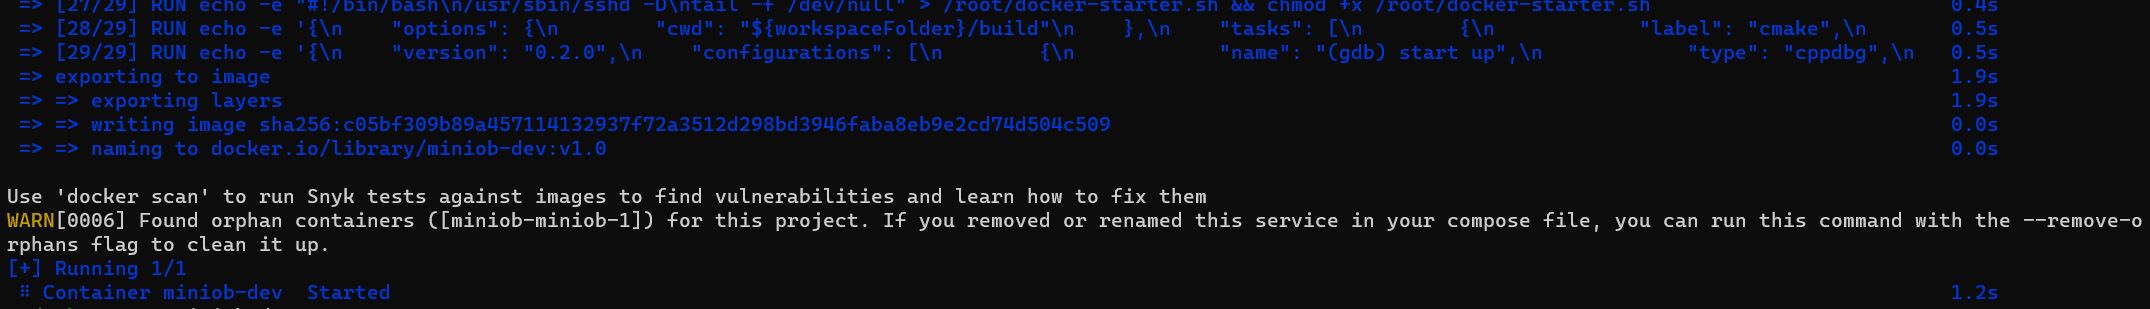 => [27/29] RUN echo -e "#!/bin/bash\n/usr/sbin/sshd -D\ntail -f /dev/null" > /root/docker-starter.sh && chmod +x /root/docker-starter.sh 0.4s
=> [28/29] RUN echo -e '{\n    "options": {\n        "cwd": "${workspaceFolder}/build"\n    },\n    "tasks": [\n        {\n            "label": "cmake",\n 0.5s
=> [29/29] RUN echo -e '{\n    "version": "0.2.0",\n    "configurations": [\n        {\n            "name": "(gdb) start up",\n            "type": "cppdbg",\n 0.5s
=> exporting to image 1.9s
=> => exporting layers 1.9s
=> => writing image sha256:c05bf309b89a457114132937f72a3512d298bd3946faba8eb9e2cd74d504c509 0.0s
=> => naming to docker.io/library/miniob-dev:v1.0 0.0s
Use 'docker scan' to run Snyk tests against images to find vulnerabilities and learn how to fix them
WARN[0006] Found orphan containers ([miniob-miniob-1]) for this project. If you removed or renamed this service in your compose file, you can run this command with the --remove-o
rphans flag to clean it up.
[+] Running 1/1
⠿ Container miniob-dev  Started 1.2s